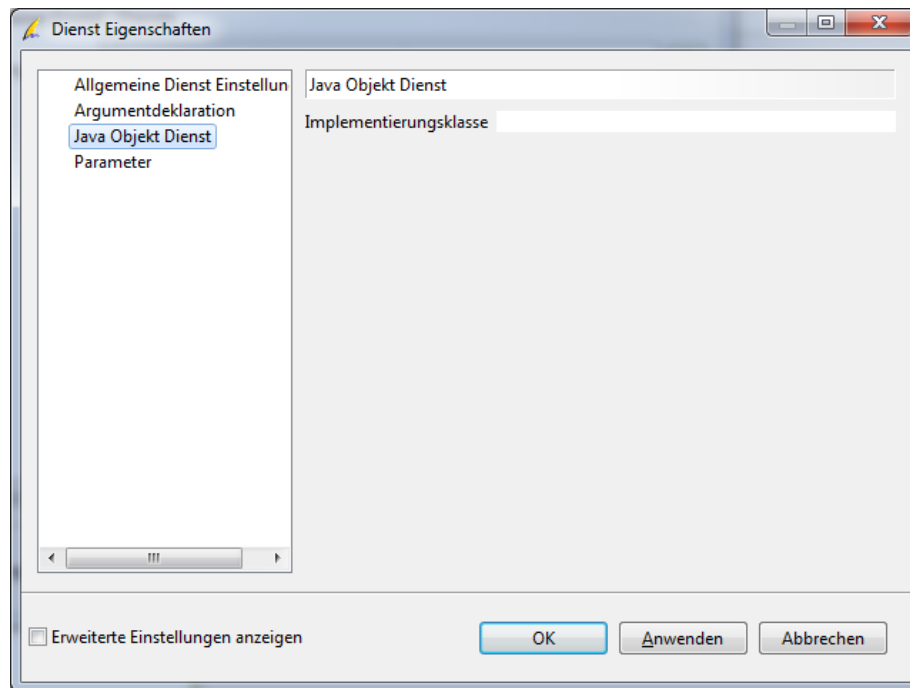 Dienst Eigenschaften
Allgemeine Dienst Einstellun
Argumentdeklaration
Java Objekt Dienst
Parameter
Java Objekt Dienst
Implementierungsklasse
Erweiterte Einstellungen anzeigen
OK
Anwenden
Abbrechen